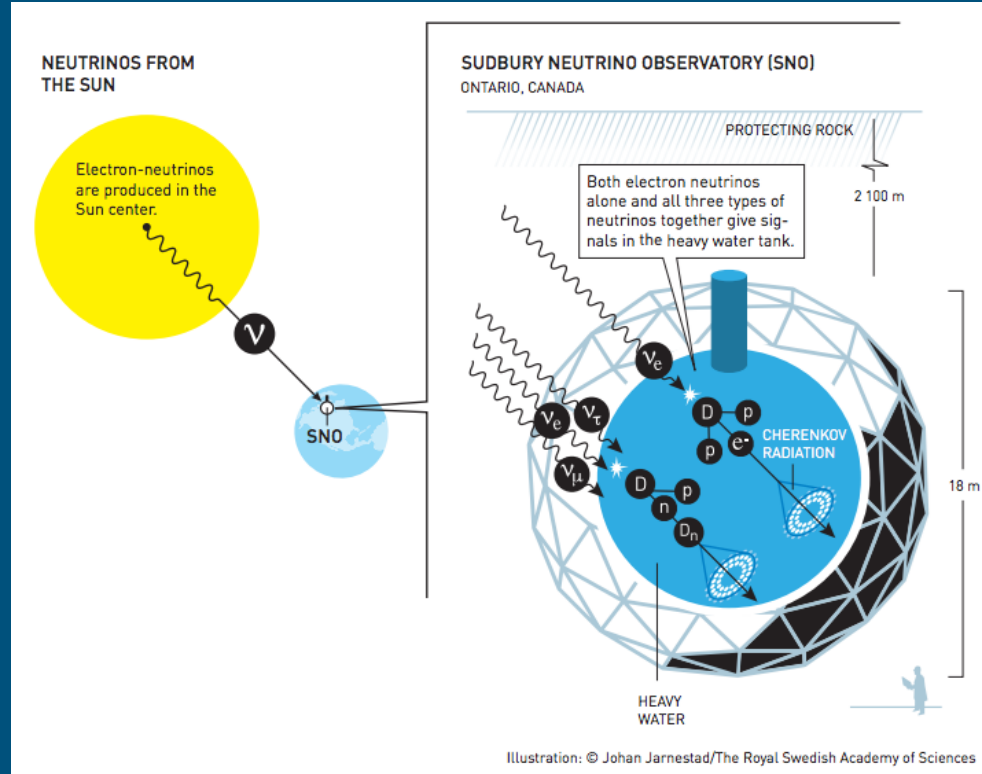 NEUTRINOS FROM
THE SUN
Electron-neutrinos
are produced in the
Sun center.
ν
SNO
SUDBURY NEUTRINO OBSERVATORY (SNO)
ONTARIO, CANADA
PROTECTING ROCK
2 100 m
Both electron neutrinos
alone and all three types of
neutrinos together give sig-
nals in the heavy water tank.
νe
D
p
p
e-
CHERENKOV
RADIATION
νe
ντ
νμ
D
p
n
Dn
18 m
HEAVY
WATER
Illustration: © Johan Jarnestad/The Royal Swedish Academy of Sciences